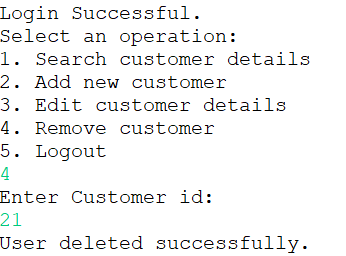 Login Successful.
Select an operation:
1. Search customer details
2. Add new customer
3. Edit customer details
4. Remove customer
5. Logout
4
Enter Customer id:
21
User deleted successfully.